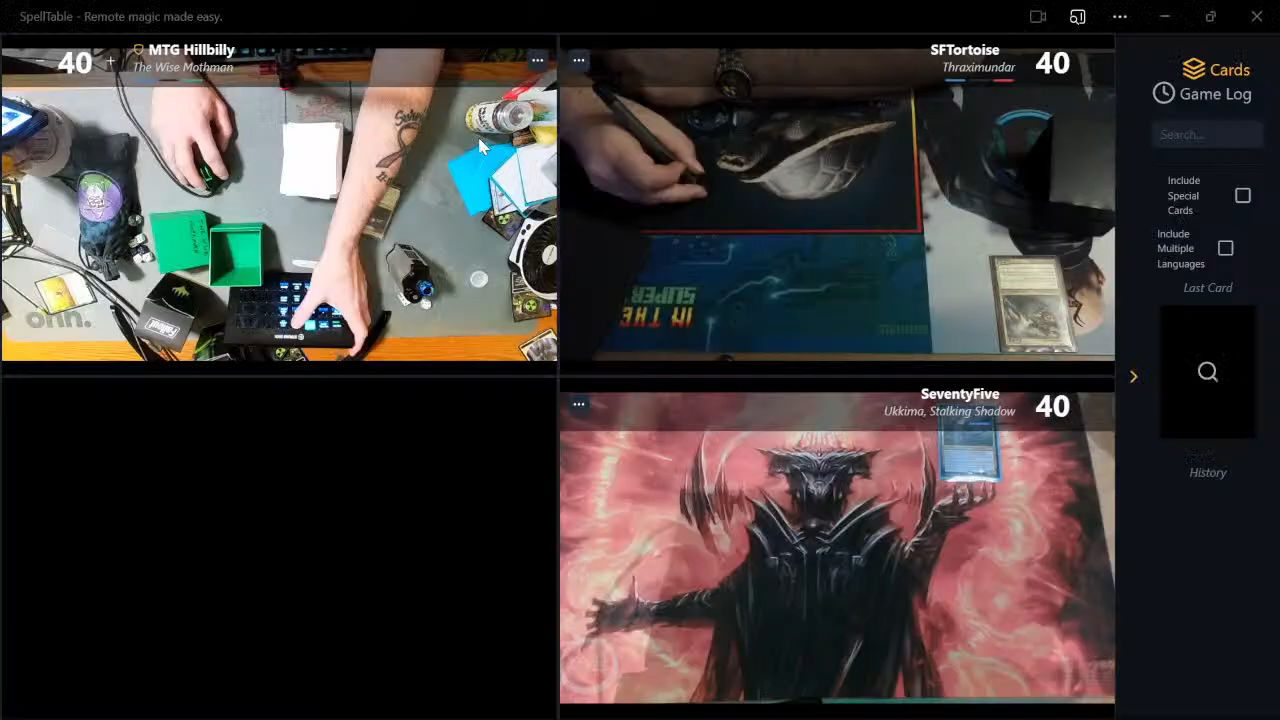 SpellTable - Remote magic made easy.
40
MTG Hillbilly
The Wise Mothman
SFTortoise
Thraximundar
40
Cards
Game Log
Search...
Include
Special
Cards
Include
Multiple
Languages
Last Card
History
onn.
Fallout
IN THE
SUPER
SeventyFive
Ukkima, Stalking Shadow
40